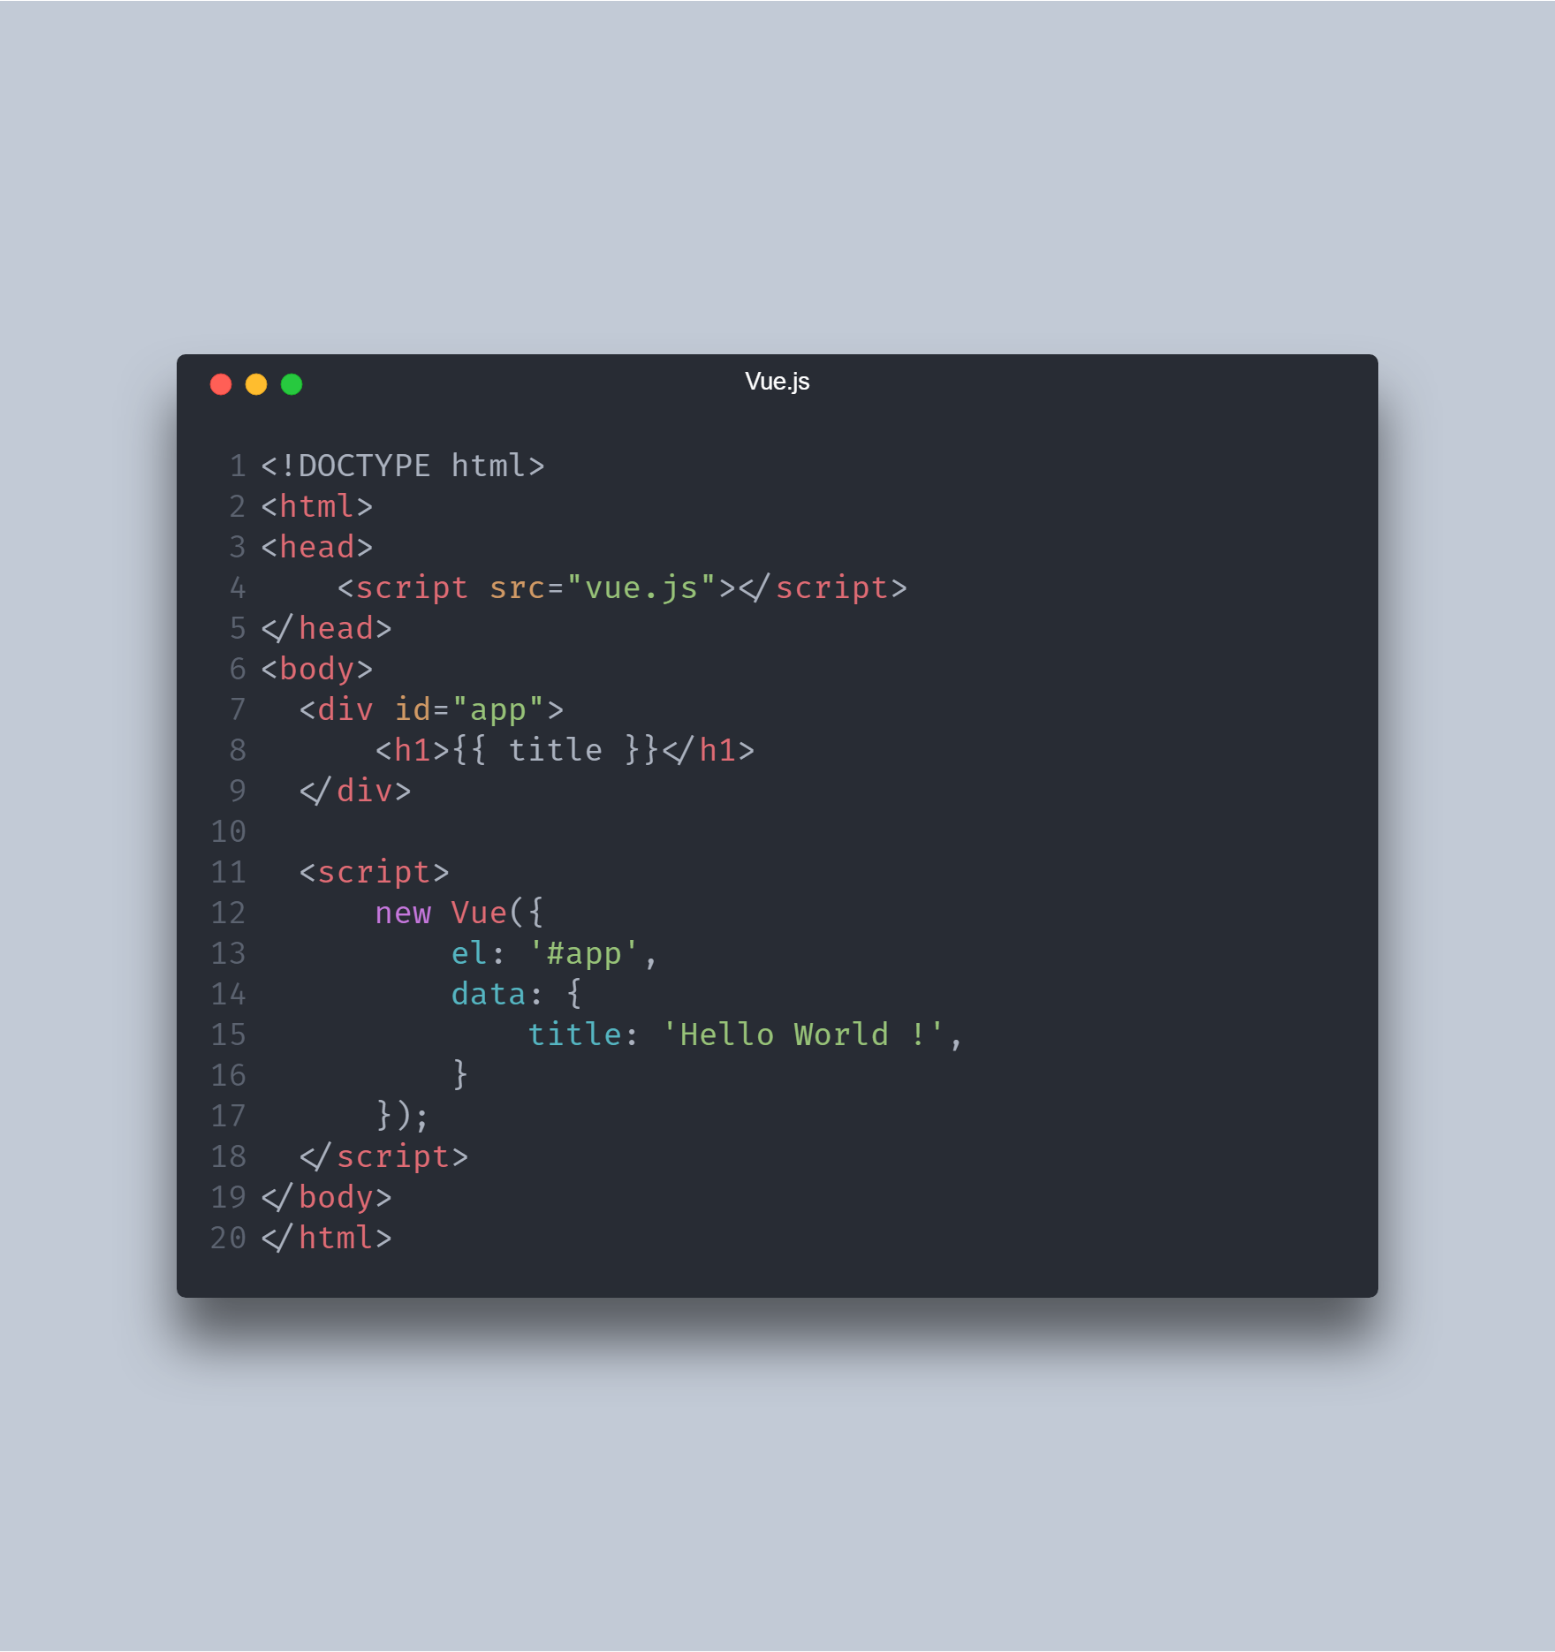 Vue.js
1 <!DOCTYPE html>
2 <html>
3 <head>
4     <script src="vue.js"></script>
5 </head>
6 <body>
7   <div id="app">
8       <h1>{{ title }}</h1>
9   </div>
10
11   <script>
12       new Vue({
13           el: '#app',
14           data: {
15               title: 'Hello World !',
16           }
17       });
18   </script>
19 </body>
20 </html>